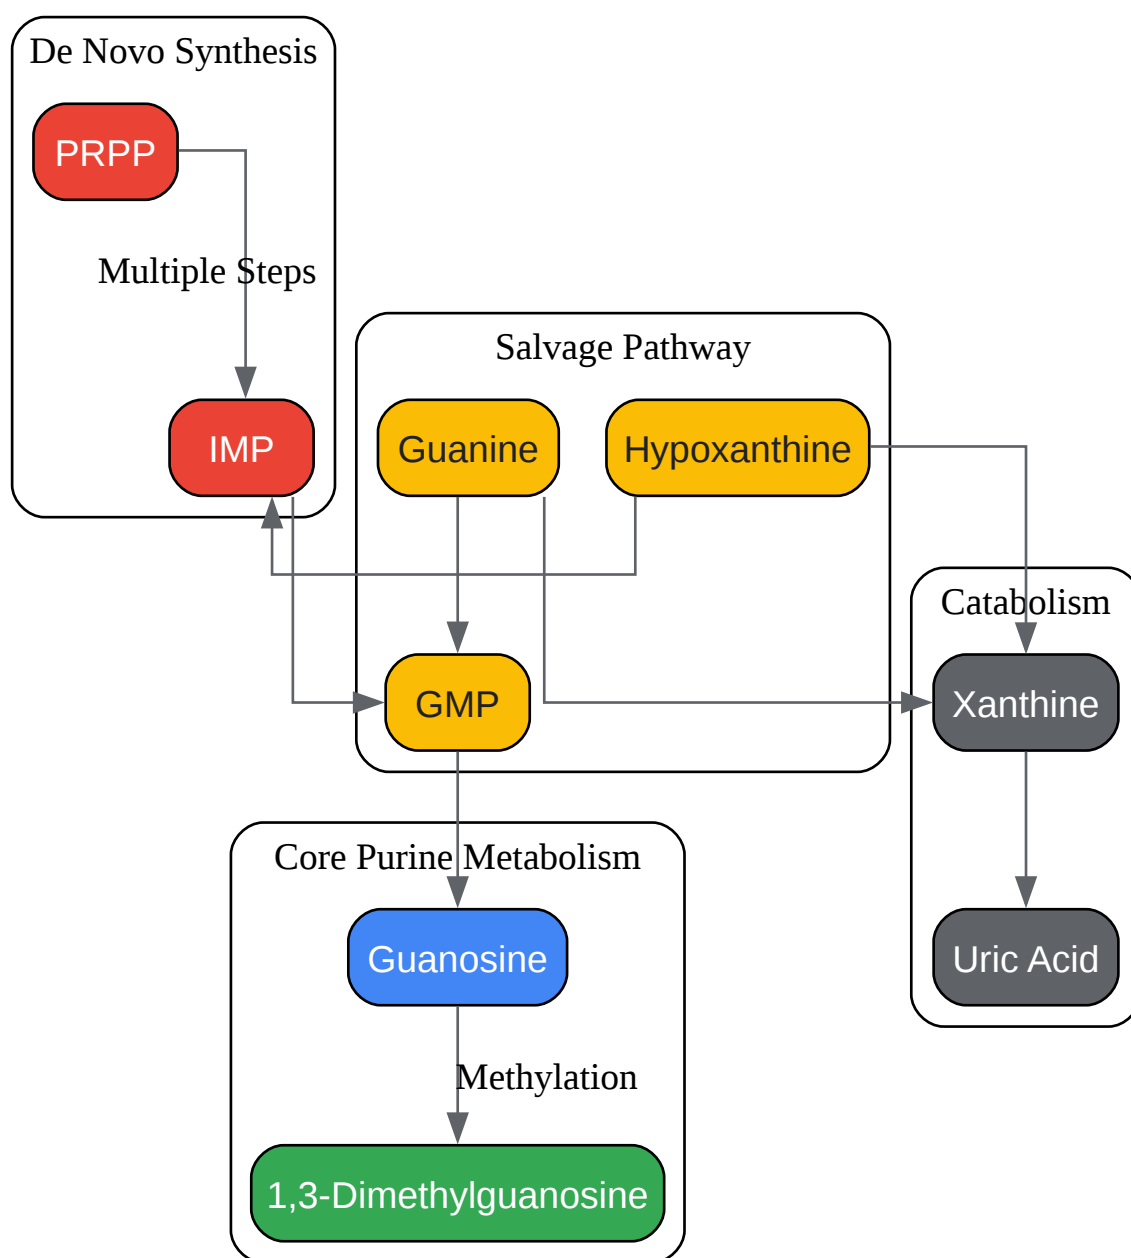 De Novo Synthesis
PRPP
Multiple Steps
Salvage Pathway
IMP
Guanine
Hypoxanthine
Catabolism
GMP
Xanthine
Core Purine Metabolism
Guanosine
Uric Acid
Methylation
1,3-Dimethylguanosine